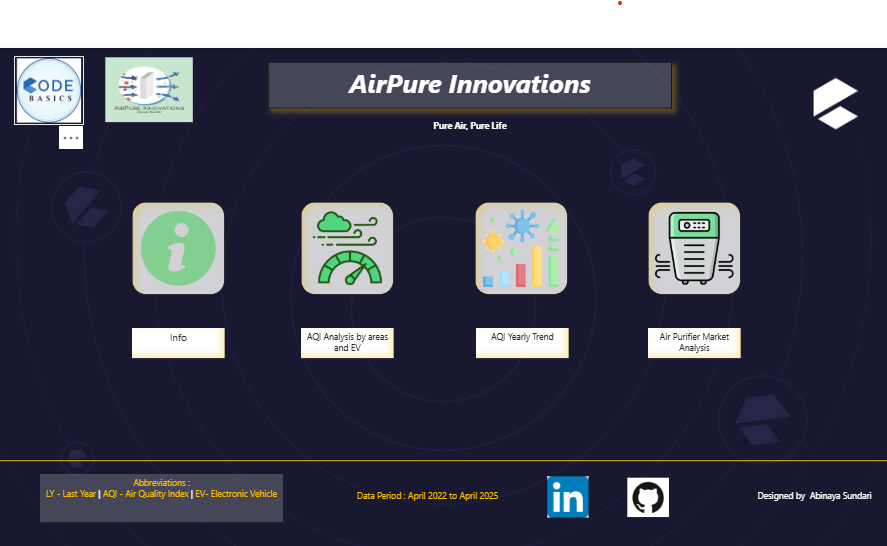 AirPure Innovations
Pure Air, Pure Life
CODE
BASICS
AIRPURE INNOVATIONS
Info
AQI Analysis by areas
and EV
AQI Yearly Trend
Air Purifier Market
Analysis
Abbreviations :
LY - Last Year | AQI - Air Quality Index | EV- Electronic Vehicle
Data Period : April 2022 to April 2025
in
Designed by Abinaya Sundari